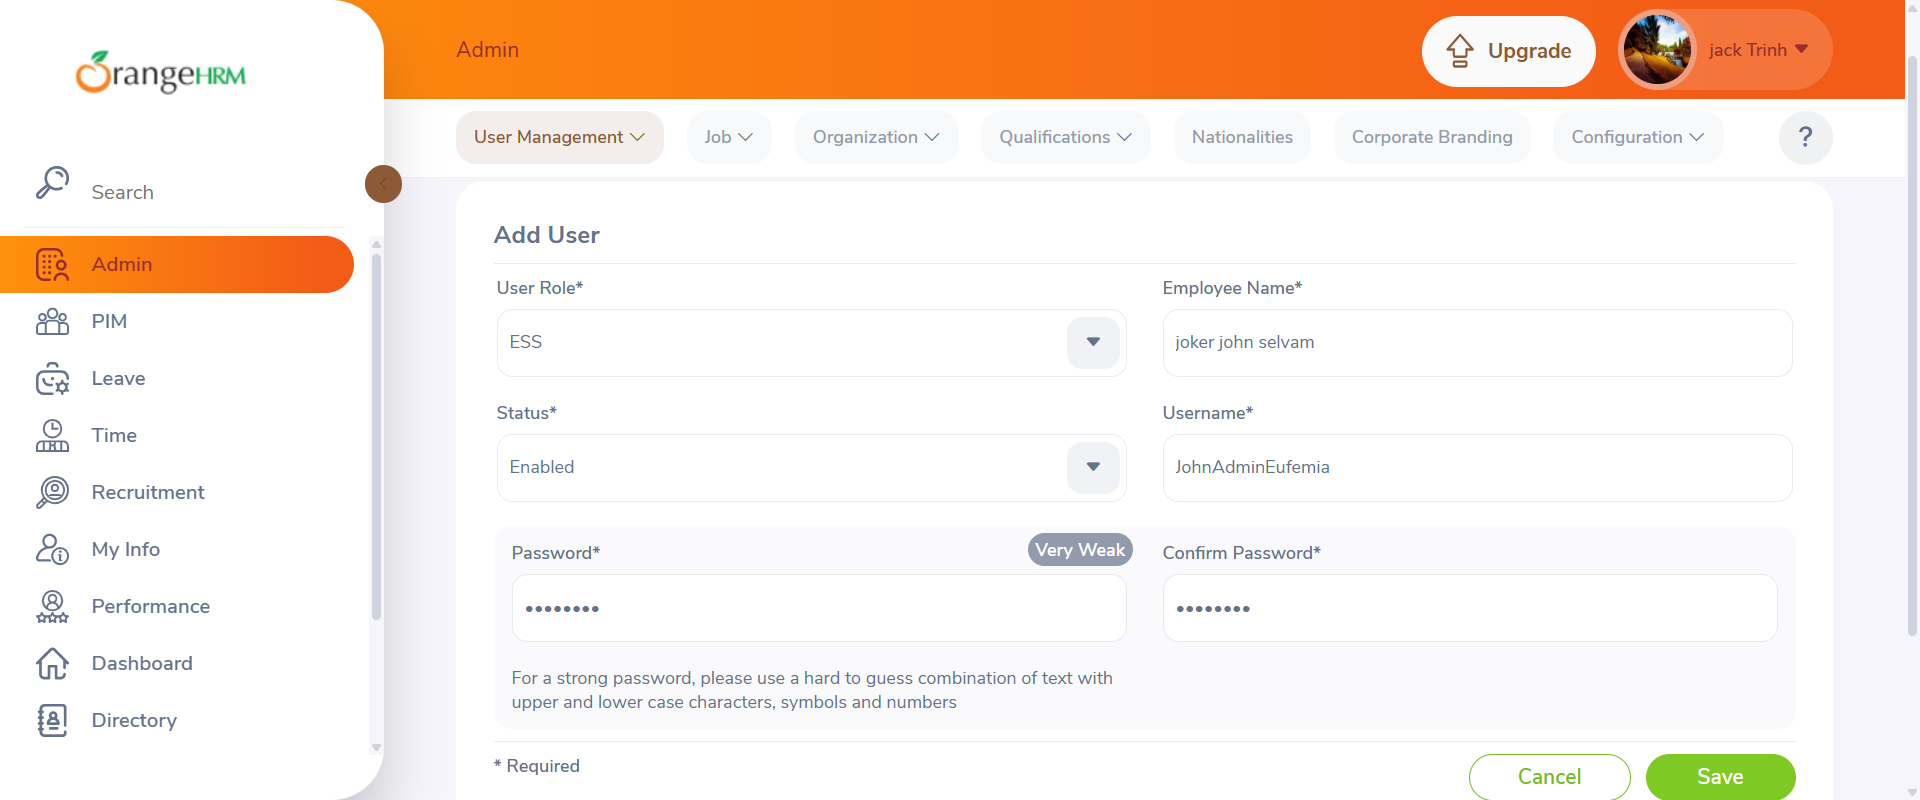 OrangeHRM
Search
Admin
PIM
Leave
Time
Recruitment
My Info
Performance
Dashboard
Directory
Admin
Upgrade
jack Trinh
User Management
Job
Organization
Qualifications
Nationalities
Corporate Branding
Configuration
?
Add User
User Role*
ESS
Employee Name*
joker john selvam
Status*
Enabled
Username*
JohnAdminEufemia
Password*
Very Weak
••••••••
Confirm Password*
••••••••
For a strong password, please use a hard to guess combination of text with
upper and lower case characters, symbols and numbers
* Required
Cancel
Save